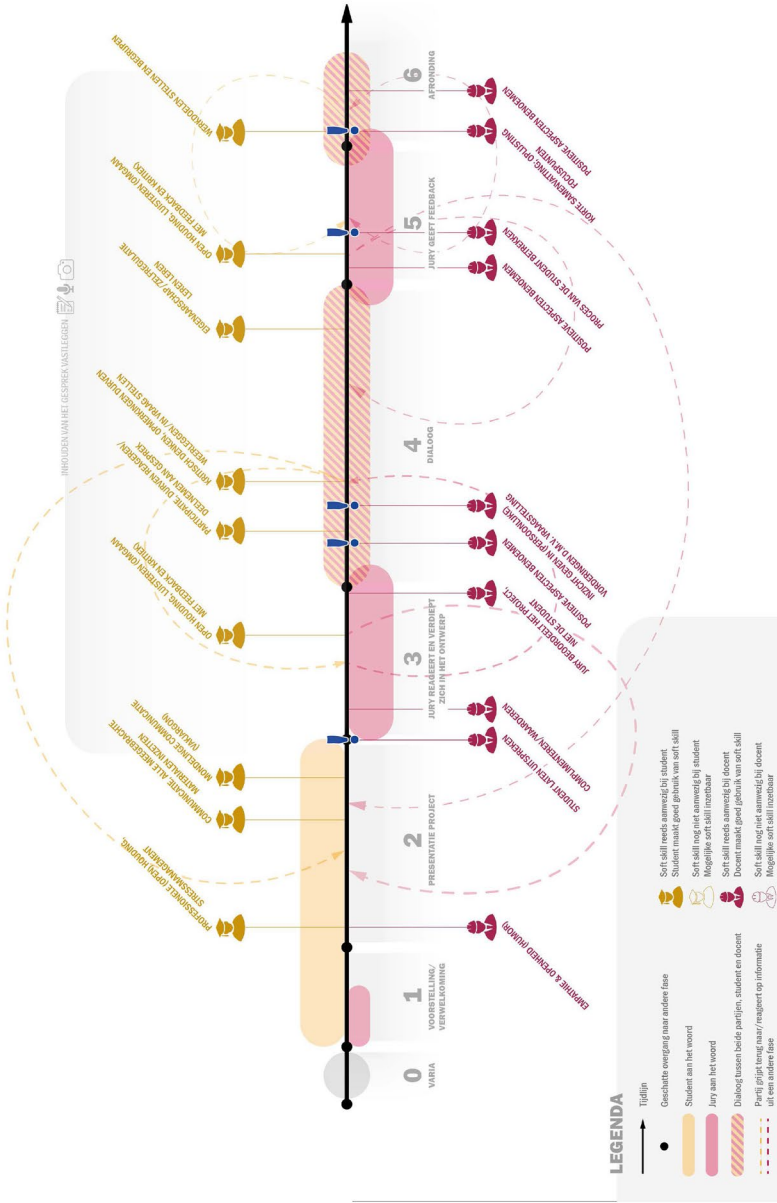 INHOUDEN VAN HET GESPREK VASTLEGGEN
PROFESSIONELE (OPEN) HOUDING,
STRESSMANAGEMENT
COMMUNICATIE: ALLE MEEGEBRACHTE
MATERIALEN INZETTEN
MONDELINGE COMMUNICATIE
(VAKJARGON)
OPEN HOUDING, LUISTEREN (OMGAAN
MET FEEDBACK EN KRITIEK)
PARTICIPATIE: DURVEN REAGEREN/
DEELNEMEN AAN GESPREK
KRITISCH DENKEN, OPMERKINGEN DURVEN
WEERLEGGEN/ IN VRAAG STELLEN
EIGENAARSCHAP/ ZELFREGULATIE
LEREN LEREN
OPEN HOUDING, LUISTEREN (OMGAAN
MET FEEDBACK EN KRITIEK)
WERKDOELEN STELLEN EN BEGRIJPEN
0
VARIA
1
VOORSTELLING/
VERWELKOMING
2
PRESENTATIE PROJECT
3
JURY REAGEERT EN VERDIEPT
ZICH IN HET ONTWERP
4
DIALOOG
5
JURY GEEFT FEEDBACK
6
AFRONDING
EMPATHIE & OPENHEID (HUMOR)
STUDENT LATEN UITSPREKEN
COMPLIMENTEREN/WAARDEREN
JURY BEOORDEELT HET PROJECT,
NIET DE STUDENT
POSITIEVE ASPECTEN BENOEMEN
INZICHT GEVEN IN (PERSOONLIJKE)
VORDERINGEN D.M.V. VRAAGSTELLING
POSITIEVE ASPECTEN BENOEMEN
PROCES VAN DE STUDENT BETREKKEN
KORTE SAMENVATTING: OPLIJSTING
FOCUSPUNTEN
POSITIEVE ASPECTEN BENOEMEN
LEGENDA
Tijdlijn
Geschatte overgang naar andere fase
Student aan het woord
Jury aan het woord
Dialoog tussen beide partijen, student en docent
Partij grijpt terug naar/ reageert op informatie
uit een andere fase
Soft skill reeds aanwezig bij student
Student maakt goed gebruik van soft skill
Soft skill nog niet aanwezig bij student
Mogelijke soft skill inzetbaar
Soft skill reeds aanwezig bij docent
Docent maakt goed gebruik van soft skill
Soft skill nog niet aanwezig bij docent
Mogelijke soft skill inzetbaar